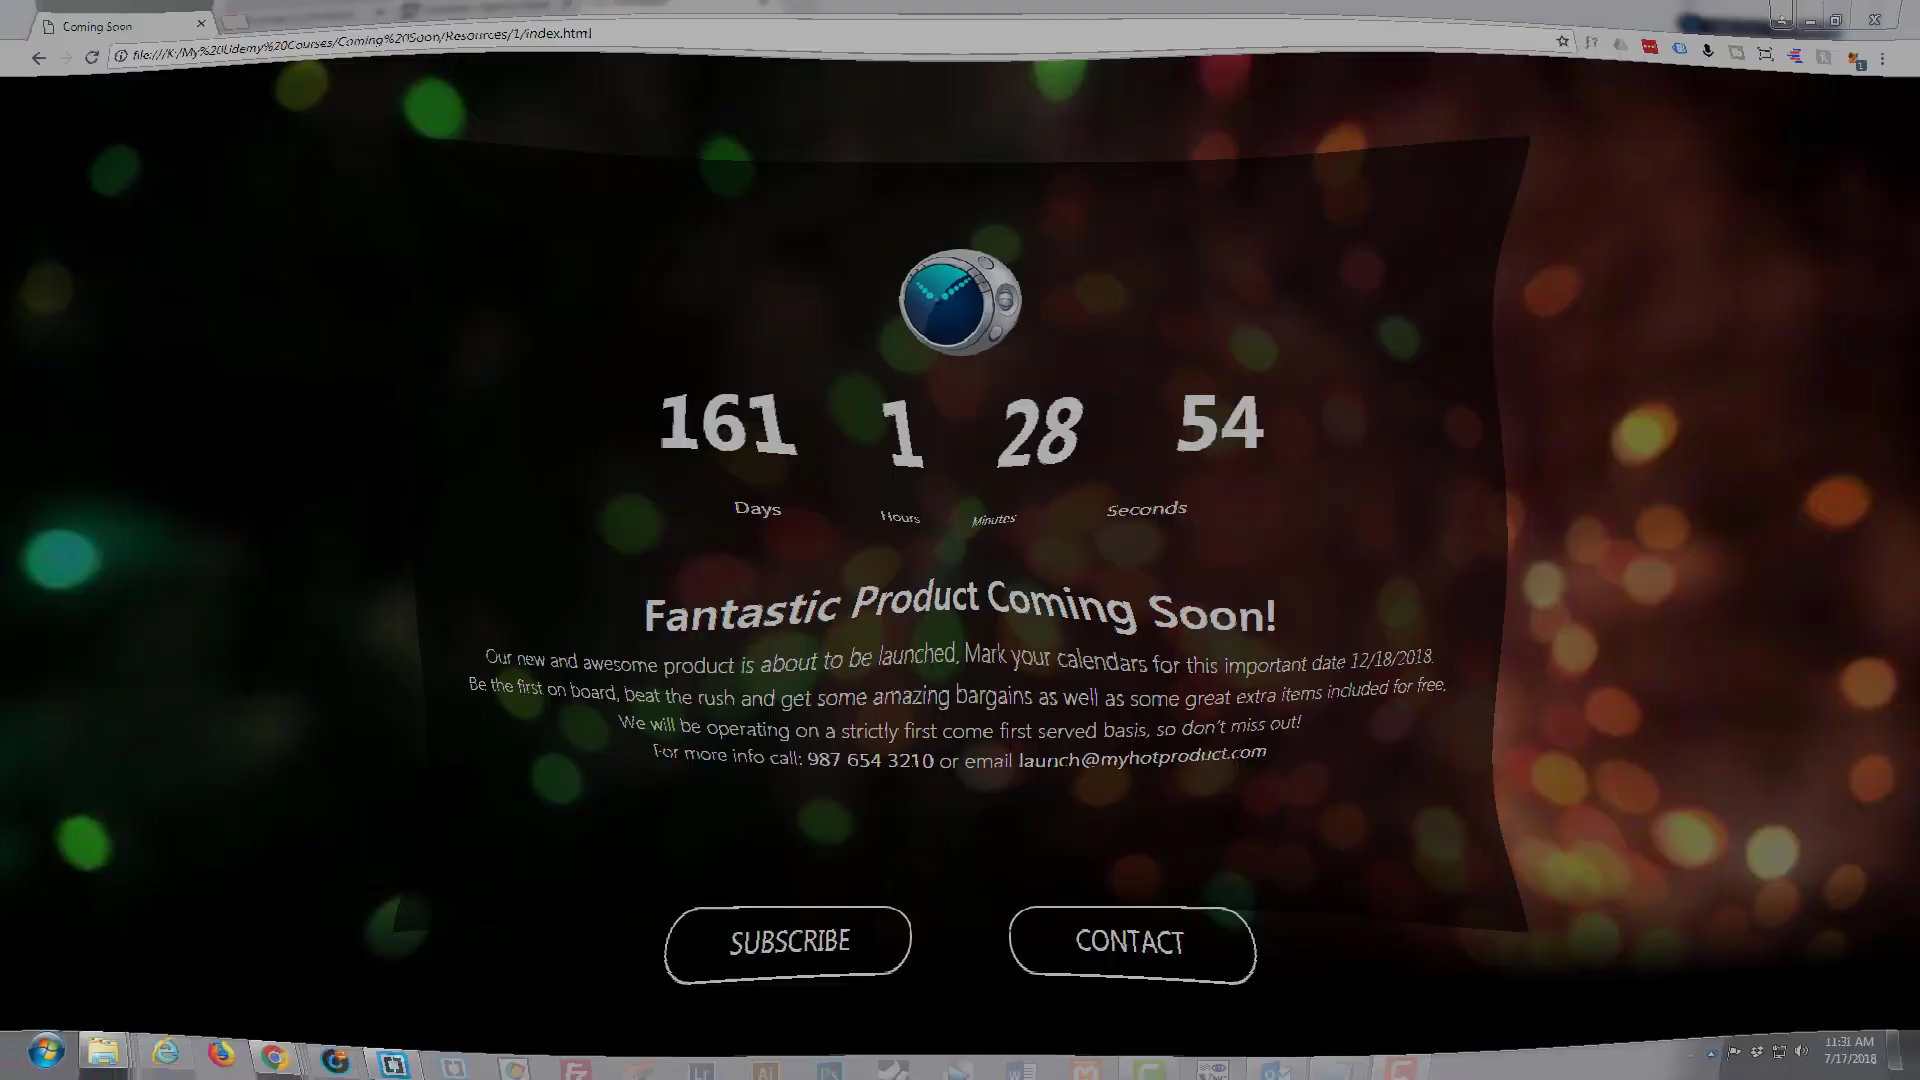 Coming Soon
file:///K:/My%20Udemy%20Courses/Coming%20Soon/Resources/1/index.html
161 1 28 54
Days Hours Minutes Seconds
Fantastic Product Coming Soon!
Our new and awesome product is about to be launched. Mark your calendars for this important date 12/18/2018.
Be the first on board, beat the rush and get some amazing bargains as well as some great extra items included for free.
We will be operating on a strictly first come first served basis, so don't miss out!
For more info call: 987 654 3210 or email launch@myhotproduct.com
SUBSCRIBE CONTACT
Lr Ai Ps
11:31 AM
7/17/2018